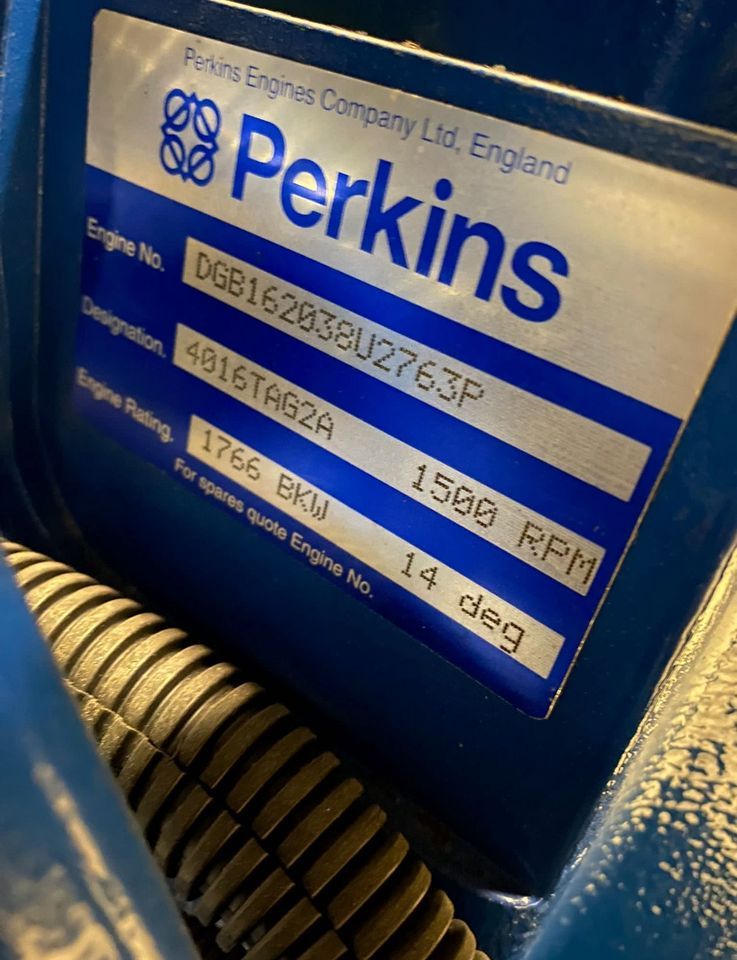 Perkins Engines Company Ltd, England
Perkins
Engine No. DGB162038U2763P
Designation. 4016TAG2A 1500 RPM
Engine Rating. 1766 BKW 14 deg
For spares quote Engine No.